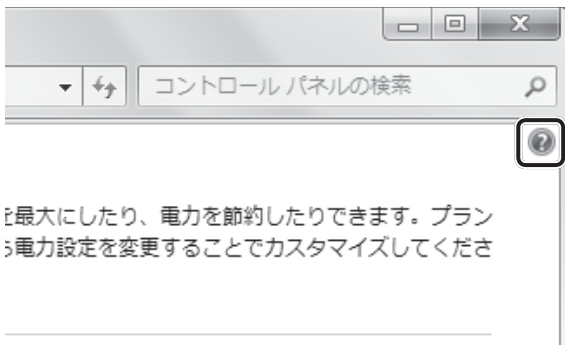 コントロール パネルの検索
を最大にしたり、電力を節約したりできます。プラン
電力設定を変更することでカスタマイズしてくださ